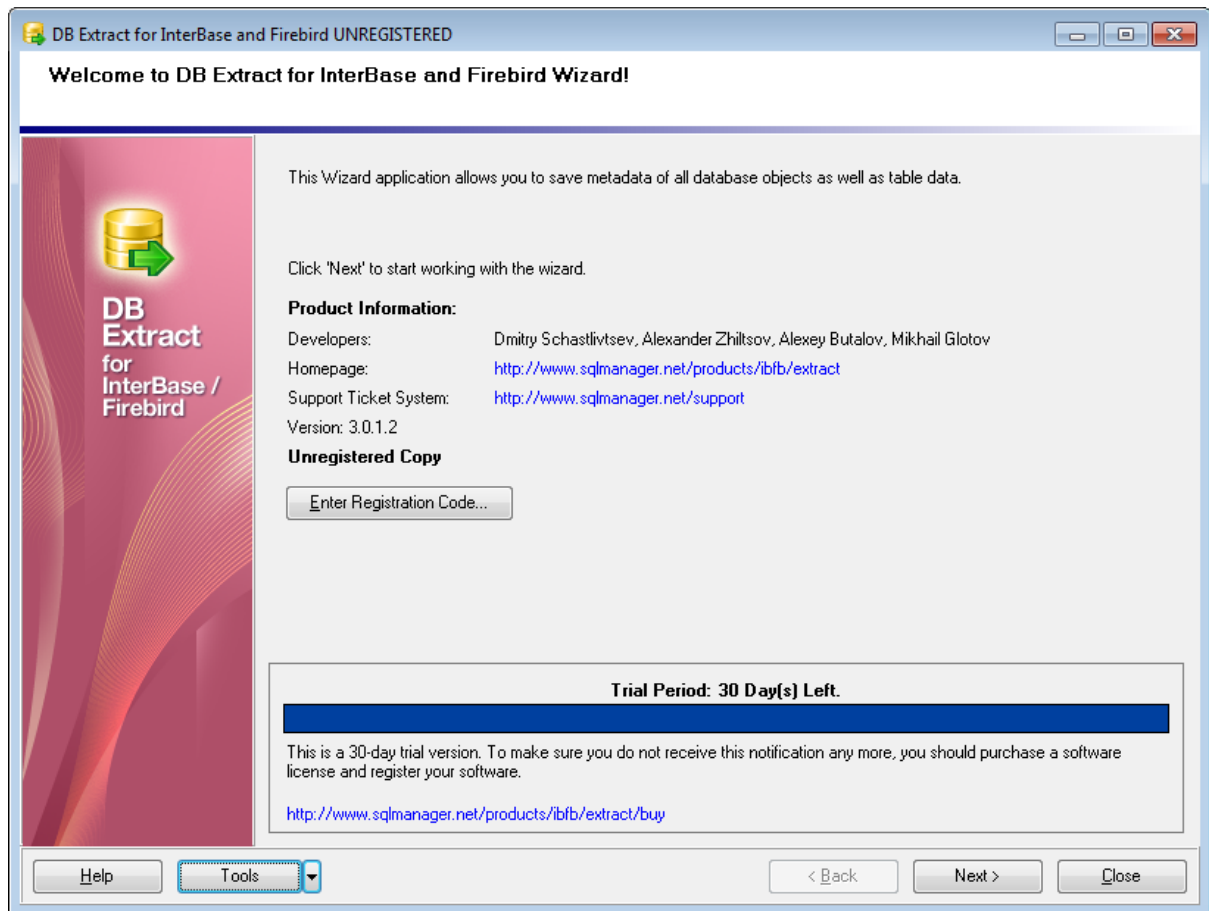 DB Extract for InterBase and Firebird UNREGISTERED
Welcome to DB Extract for InterBase and Firebird Wizard!
DB
Extract
for
InterBase /
Firebird
This Wizard application allows you to save metadata of all database objects as well as table data.
Click 'Next' to start working with the wizard.
Product Information:
Developers: Dmitry Schastlivtsev, Alexander Zhiltsov, Alexey Butalov, Mikhail Glotov
Homepage: http://www.sqlmanager.net/products/ibfb/extract
Support Ticket System: http://www.sqlmanager.net/support
Version: 3.0.1.2
Unregistered Copy
Enter Registration Code...
Trial Period: 30 Day(s) Left.
This is a 30-day trial version. To make sure you do not receive this notification any more, you should purchase a software
license and register your software.
http://www.sqlmanager.net/products/ibfb/extract/buy
Help Tools < Back Next > Close